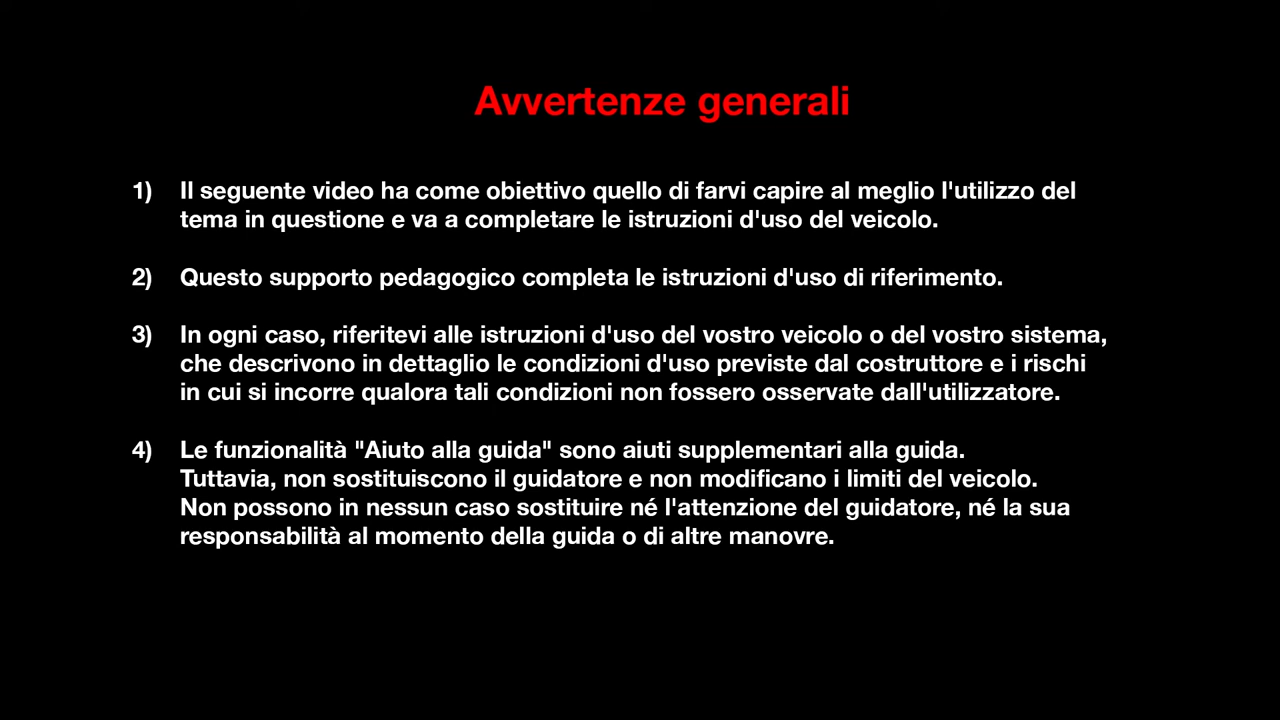 Avvertenze generali
1) Il seguente video ha come obiettivo quello di farvi capire al meglio l'utilizzo del
tema in questione e va a completare le istruzioni d'uso del veicolo.
2) Questo supporto pedagogico completa le istruzioni d'uso di riferimento.
3) In ogni caso, riferitevi alle istruzioni d'uso del vostro veicolo o del vostro sistema,
che descrivono in dettaglio le condizioni d'uso previste dal costruttore e i rischi
in cui si incorre qualora tali condizioni non fossero osservate dall'utilizzatore.
4) Le funzionalità "Aiuto alla guida" sono aiuti supplementari alla guida.
Tuttavia, non sostituiscono il guidatore e non modificano i limiti del veicolo.
Non possono in nessun caso sostituire né l'attenzione del guidatore, né la sua
responsabilità al momento della guida o di altre manovre.